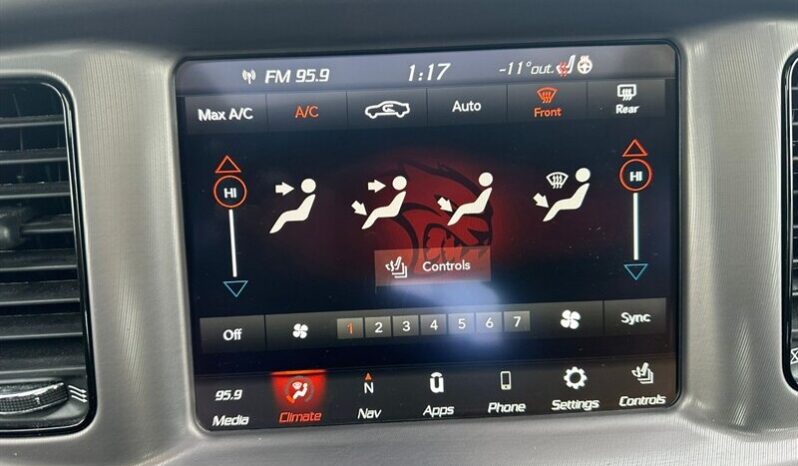 FM 95.9 1:17 -11°out.
Max A/C A/C Auto Front Rear
HI HI
Controls
Off 1 2 3 4 5 6 7 Sync
95.9 N
Media Climate Nav Apps Phone Settings Controls